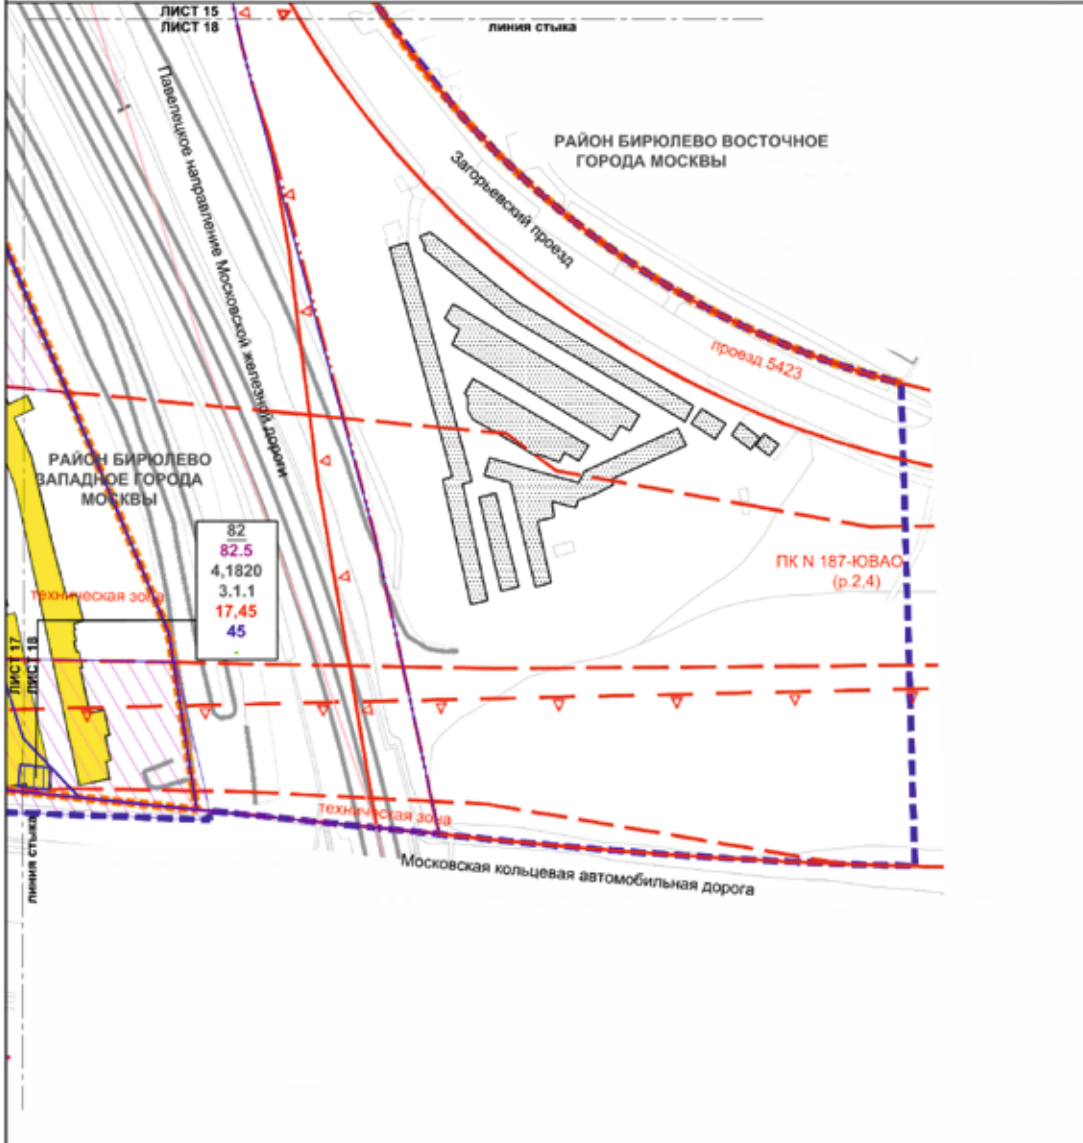 ЛИСТ 15
ЛИСТ 18
линия стыка
РАЙОН БИРЮЛЕВО ВОСТОЧНОЕ
ГОРОДА МОСКВЫ
Павелецкое направление Московской железной дороги
Загорьевский проезд
проезд 5423
РАЙОН БИРЮЛЕВО
ЗАПАДНОЕ ГОРОДА
МОСКВЫ
82
82.5
4,1820
3.1.1
17,45
45
-
ПК N 187-ЮВАО
(р.2,4)
техническая зона
ЛИСТ 17
ЛИСТ 18
техническая зона
линия стыка
Московская кольцевая автомобильная дорога